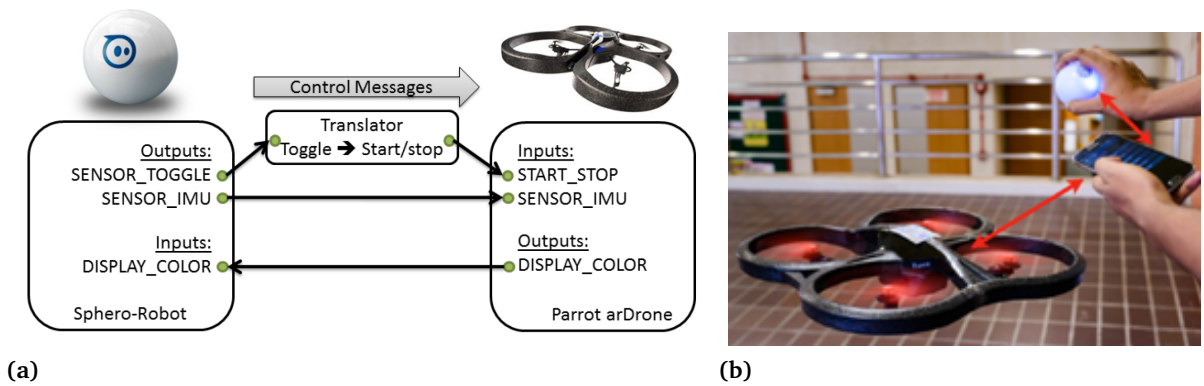 Control Messages
Translator
Toggle ➔ Start/stop
Outputs:
SENSOR_TOGGLE
SENSOR_IMU
Inputs:
DISPLAY_COLOR
Sphero-Robot
Inputs:
START_STOP
SENSOR_IMU
Outputs:
DISPLAY_COLOR
Parrot arDrone
(a)
(b)